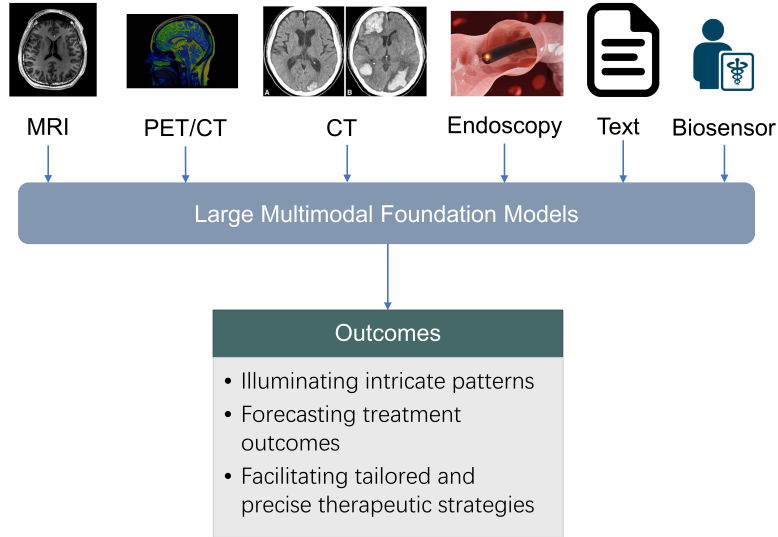 A
B
MRI
PET/CT
CT
Endoscopy
Text
Biosensor
Large Multimodal Foundation Models
Outcomes
• Illuminating intricate patterns
• Forecasting treatment
outcomes
• Facilitating tailored and
precise therapeutic strategies